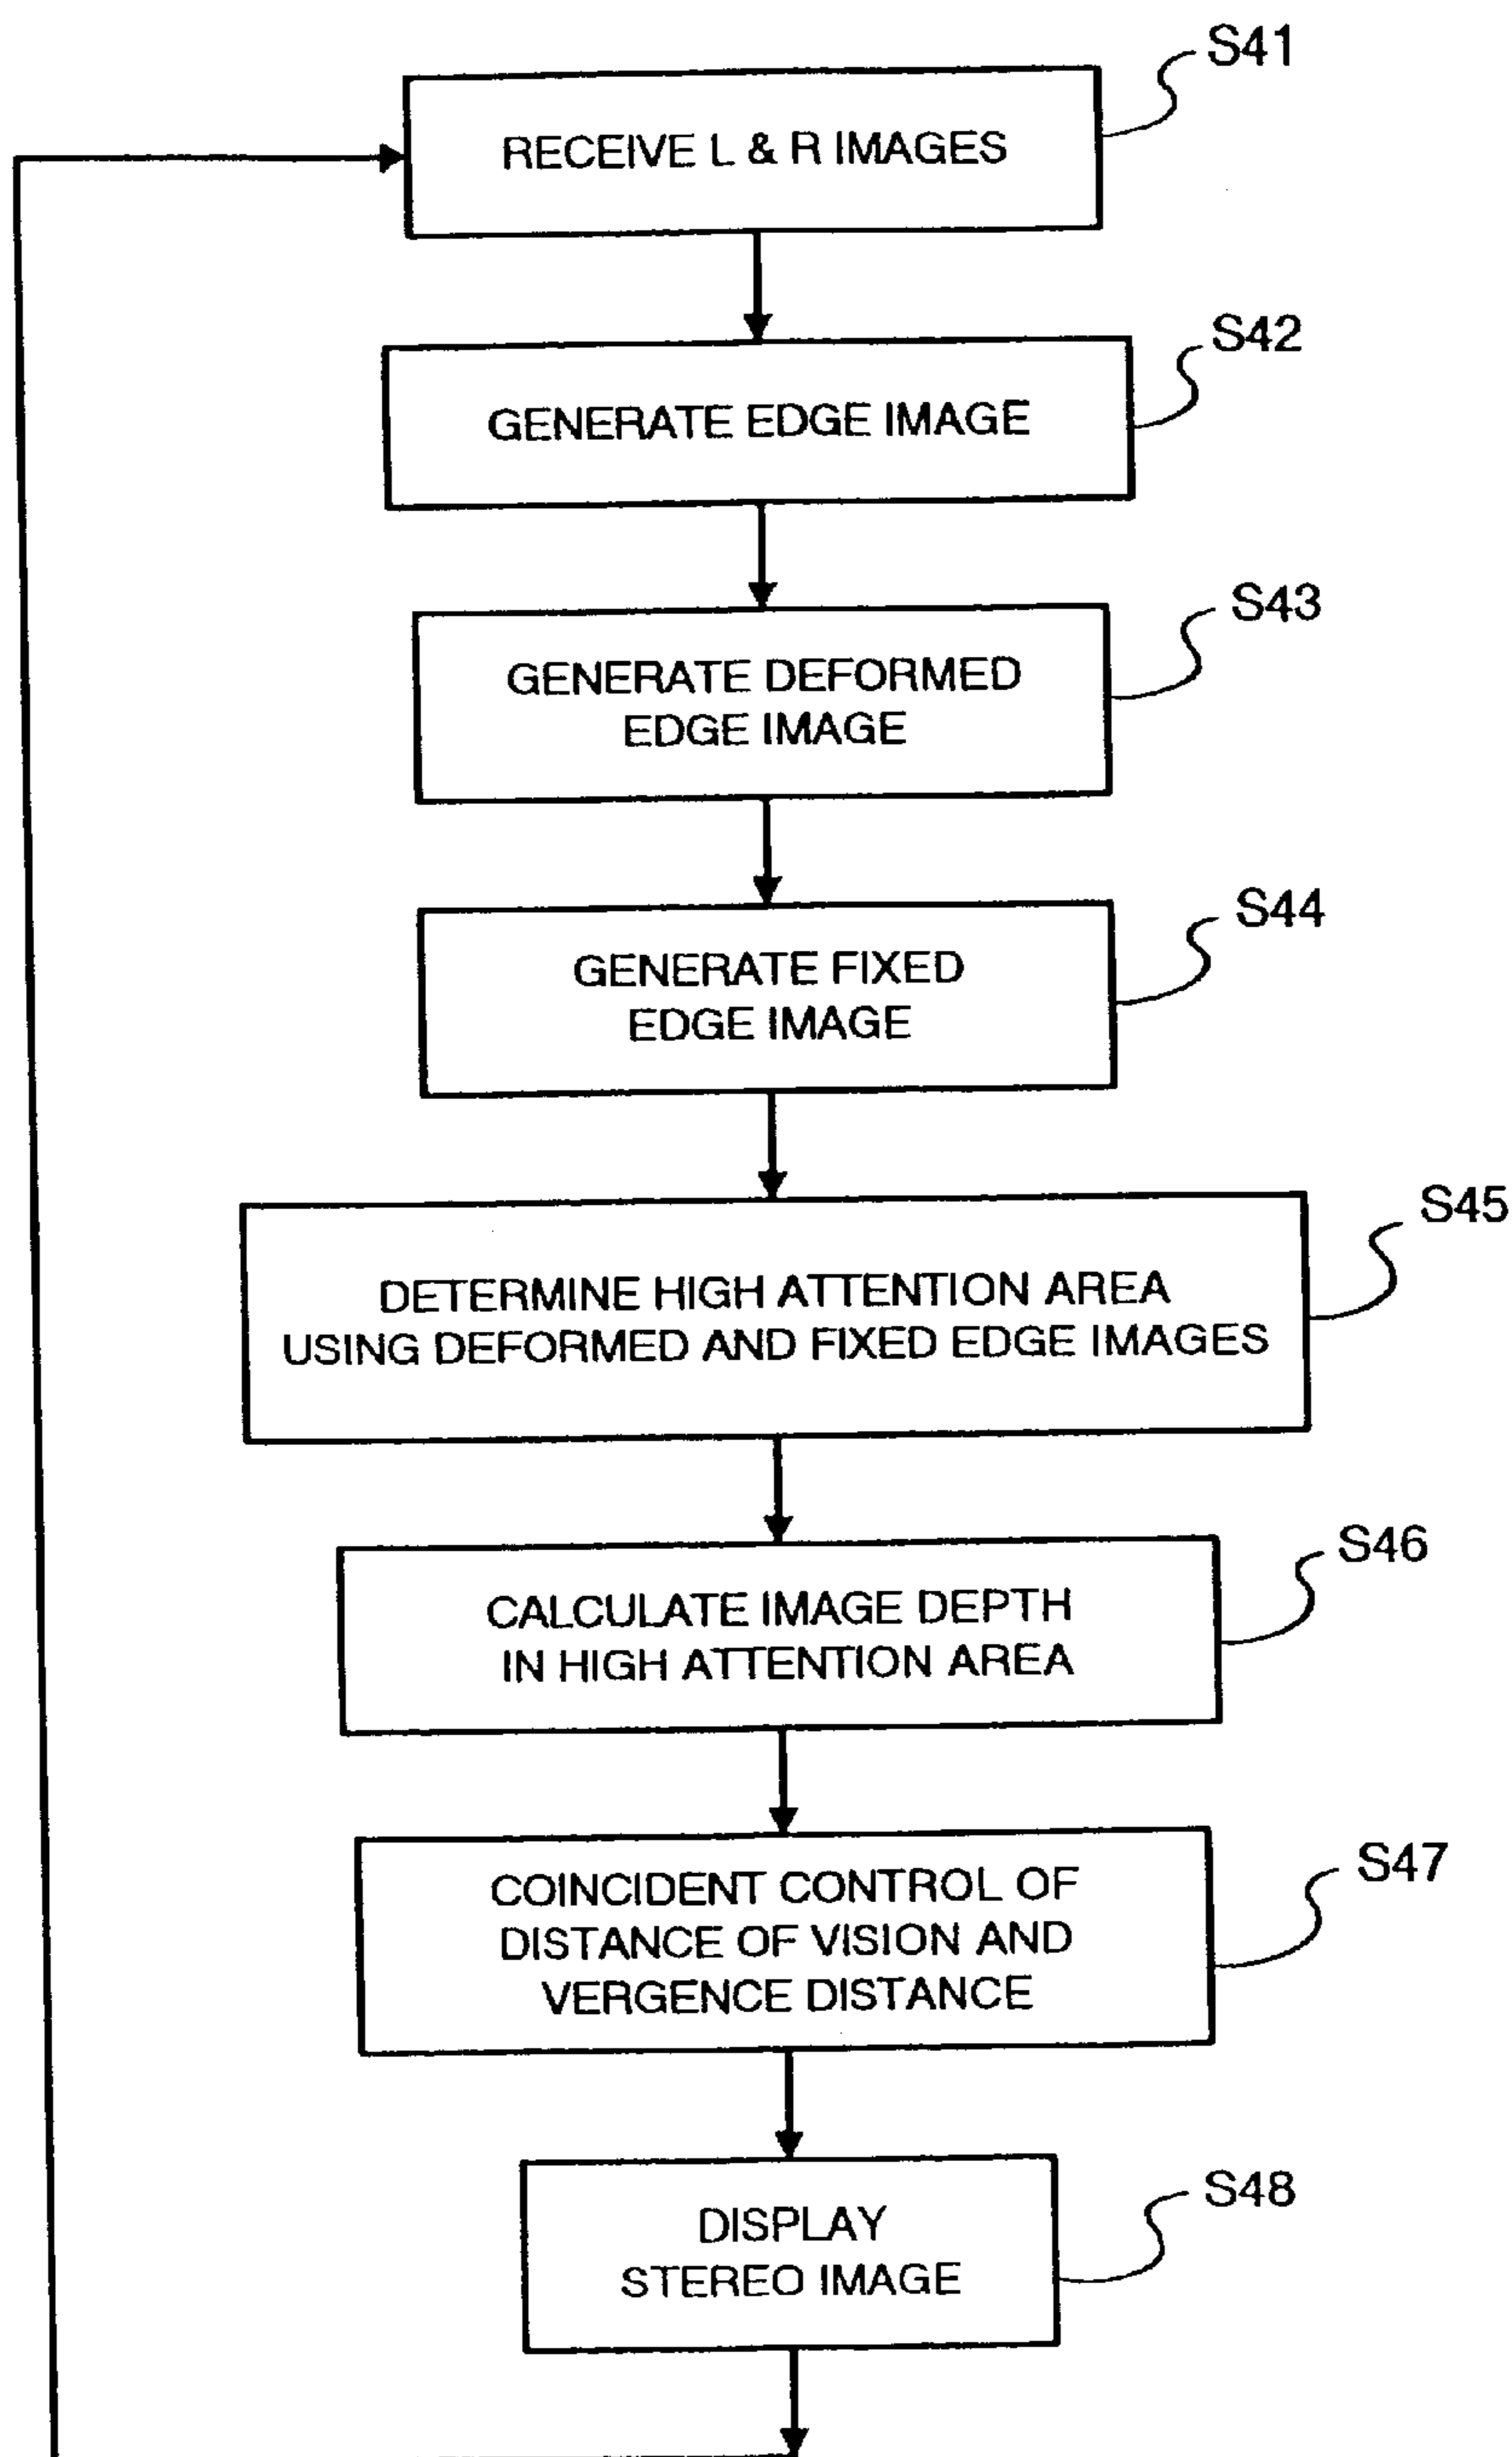 S41
RECEIVE L & R IMAGES
S42
GENERATE EDGE IMAGE
S43
GENERATE DEFORMED
EDGE IMAGE
S44
GENERATE FIXED
EDGE IMAGE
S45
DETERMINE HIGH ATTENTION AREA
USING DEFORMED AND FIXED EDGE IMAGES
S46
CALCULATE IMAGE DEPTH
IN HIGH ATTENTION AREA
S47
COINCIDENT CONTROL OF
DISTANCE OF VISION AND
VERGENCE DISTANCE
S48
DISPLAY
STEREO IMAGE